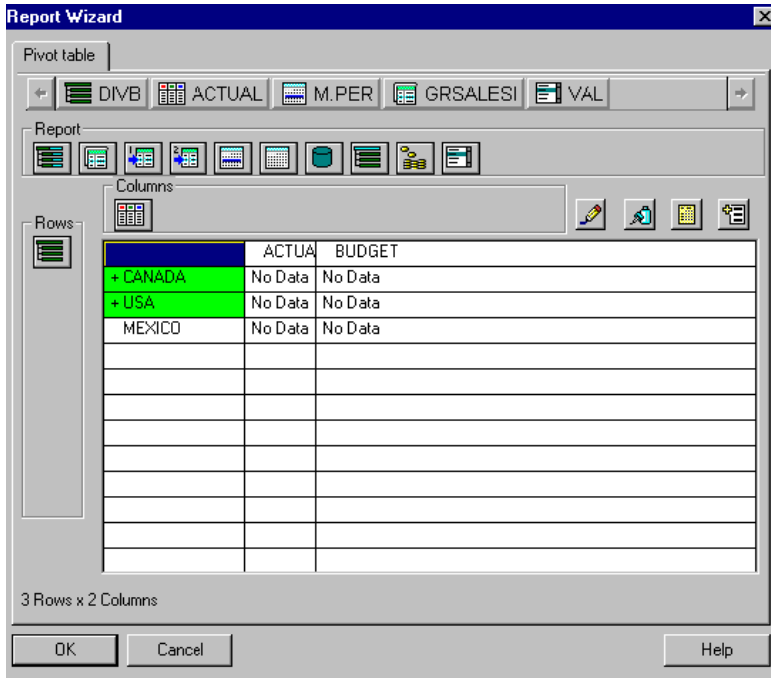 Report Wizard
Pivot table
DIVB ACTUAL M.PER GRSALESI VAL
Report
Columns
Rows
ACTUA BUDGET
+ CANADA No Data No Data
+ USA No Data No Data
MEXICO No Data No Data
3 Rows x 2 Columns
OK Cancel Help